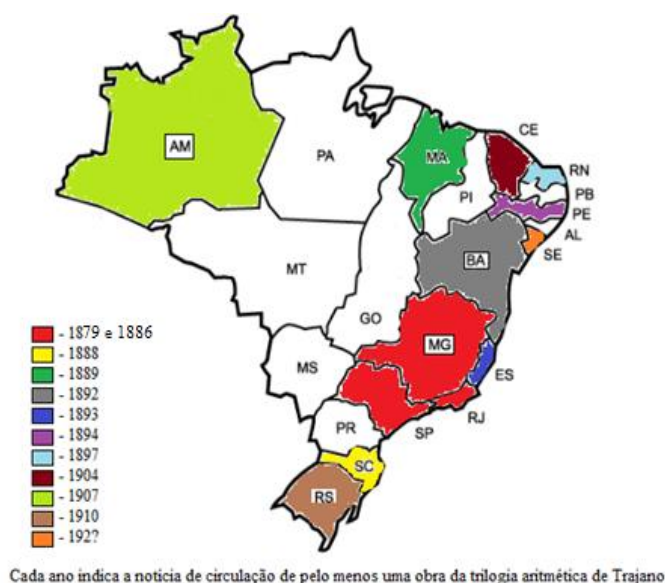 CE
AM
PA
MA
RN
PB
PI
PE
AL
SE
BA
MT
GO
- 1879 e 1886
- 1888
- 1889
- 1892
- 1893
- 1894
- 1897
- 1904
- 1907
- 1910
- 192?
MG
MS
ES
RJ
SP
PR
SC
RS
Cada ano indica a noticia de circulação de pelo menos uma obra da trilogia aritmética de Trajano.